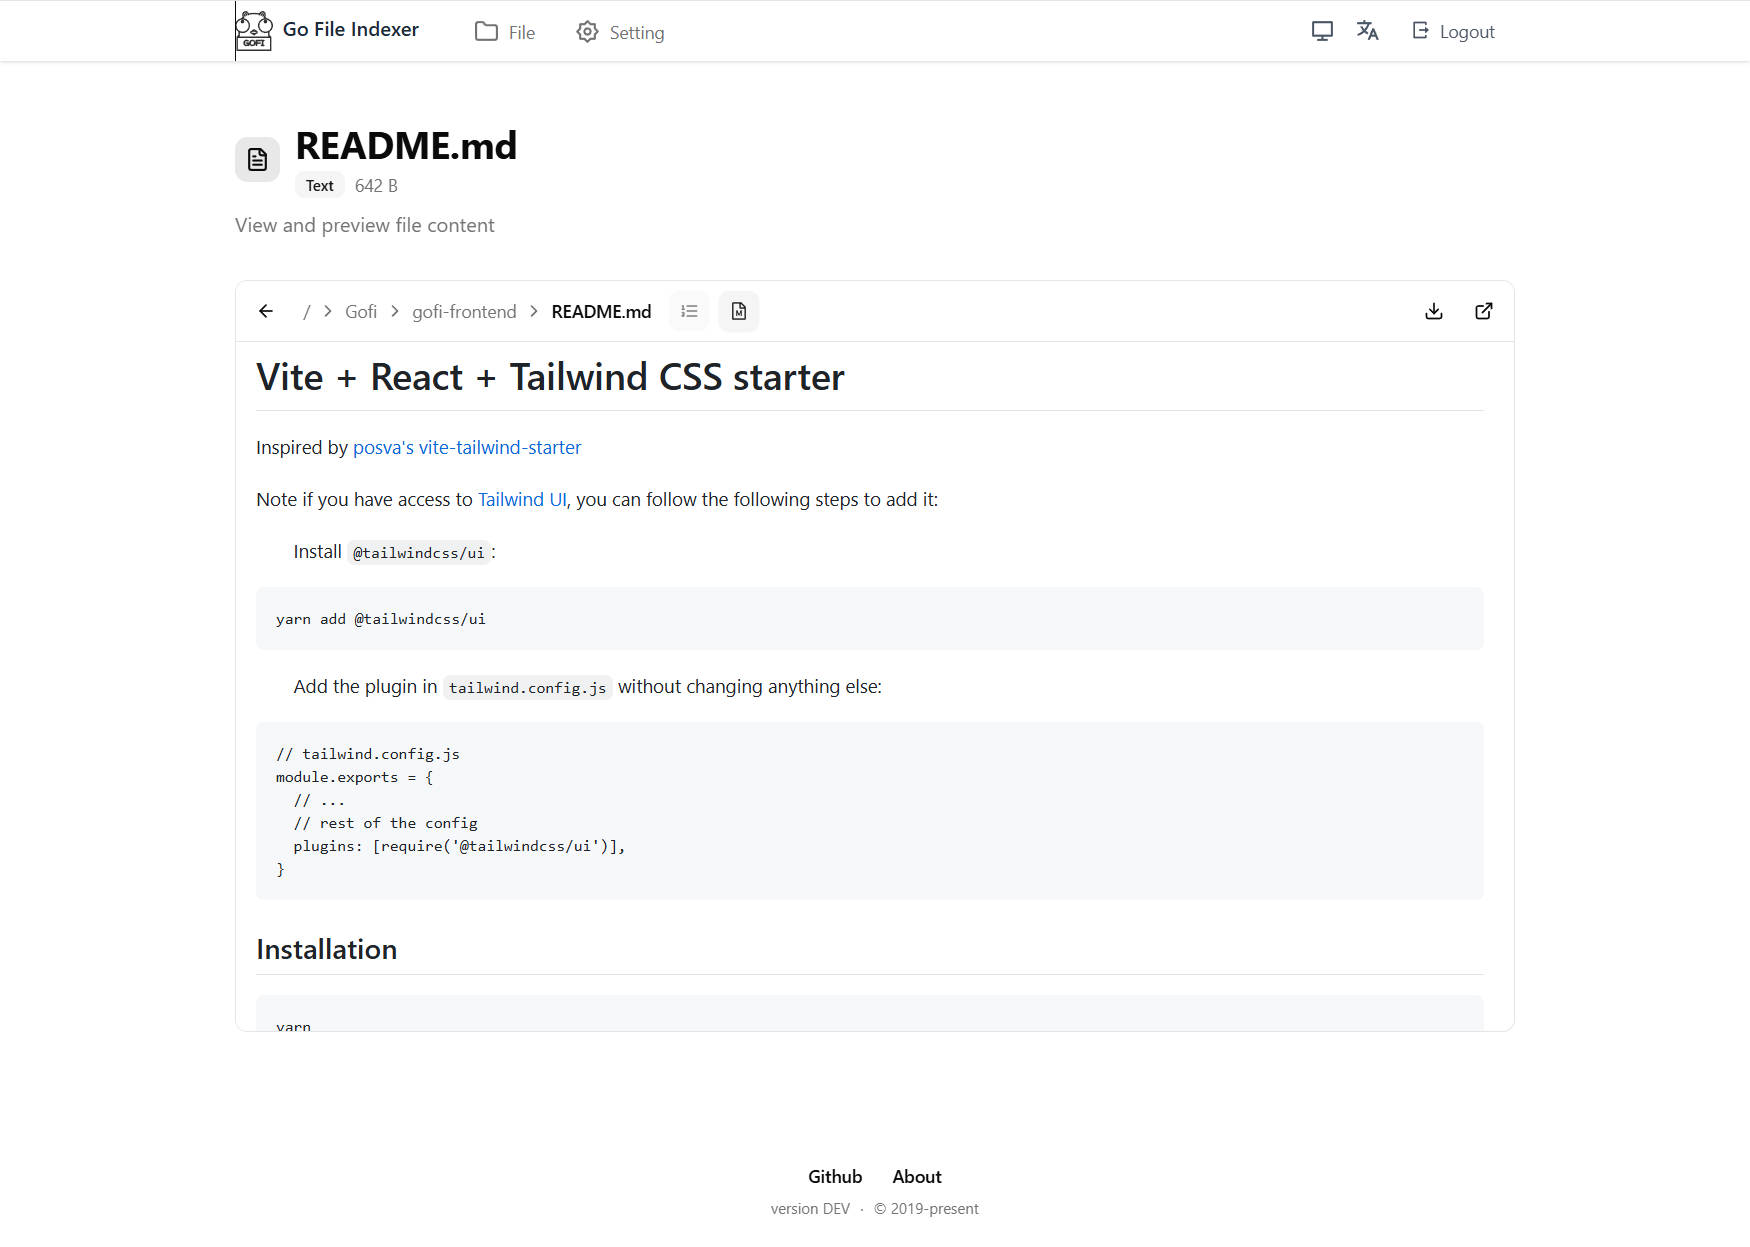 GOFI
Go File Indexer
File
Setting
Logout
README.md
Text
642 B
View and preview file content
/ Gofi gofi-frontend README.md
Vite + React + Tailwind CSS starter
Inspired by posva's vite-tailwind-starter
Note if you have access to Tailwind UI, you can follow the following steps to add it:
Install @tailwindcss/ui:
yarn add @tailwindcss/ui
Add the plugin in tailwind.config.js without changing anything else:
// tailwind.config.js
module.exports = {
  // ...
  // rest of the config
  plugins: [require('@tailwindcss/ui')],
}
Installation
yarn
Github
About
version DEV · © 2019-present